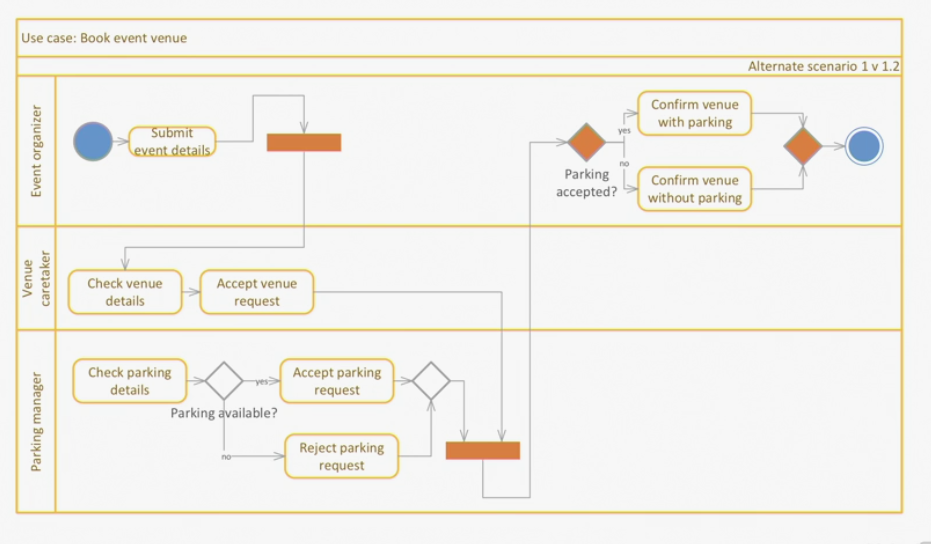 Use case: Book event venue
Alternate scenario 1 v 1.2
Event organizer
Submit
event details
Parking
accepted?
yes
no
Confirm venue
with parking
Confirm venue
without parking
Venue
caretaker
Check venue
details
Accept venue
request
Parking manager
Check parking
details
Parking available?
yes
no
Accept parking
request
Reject parking
request